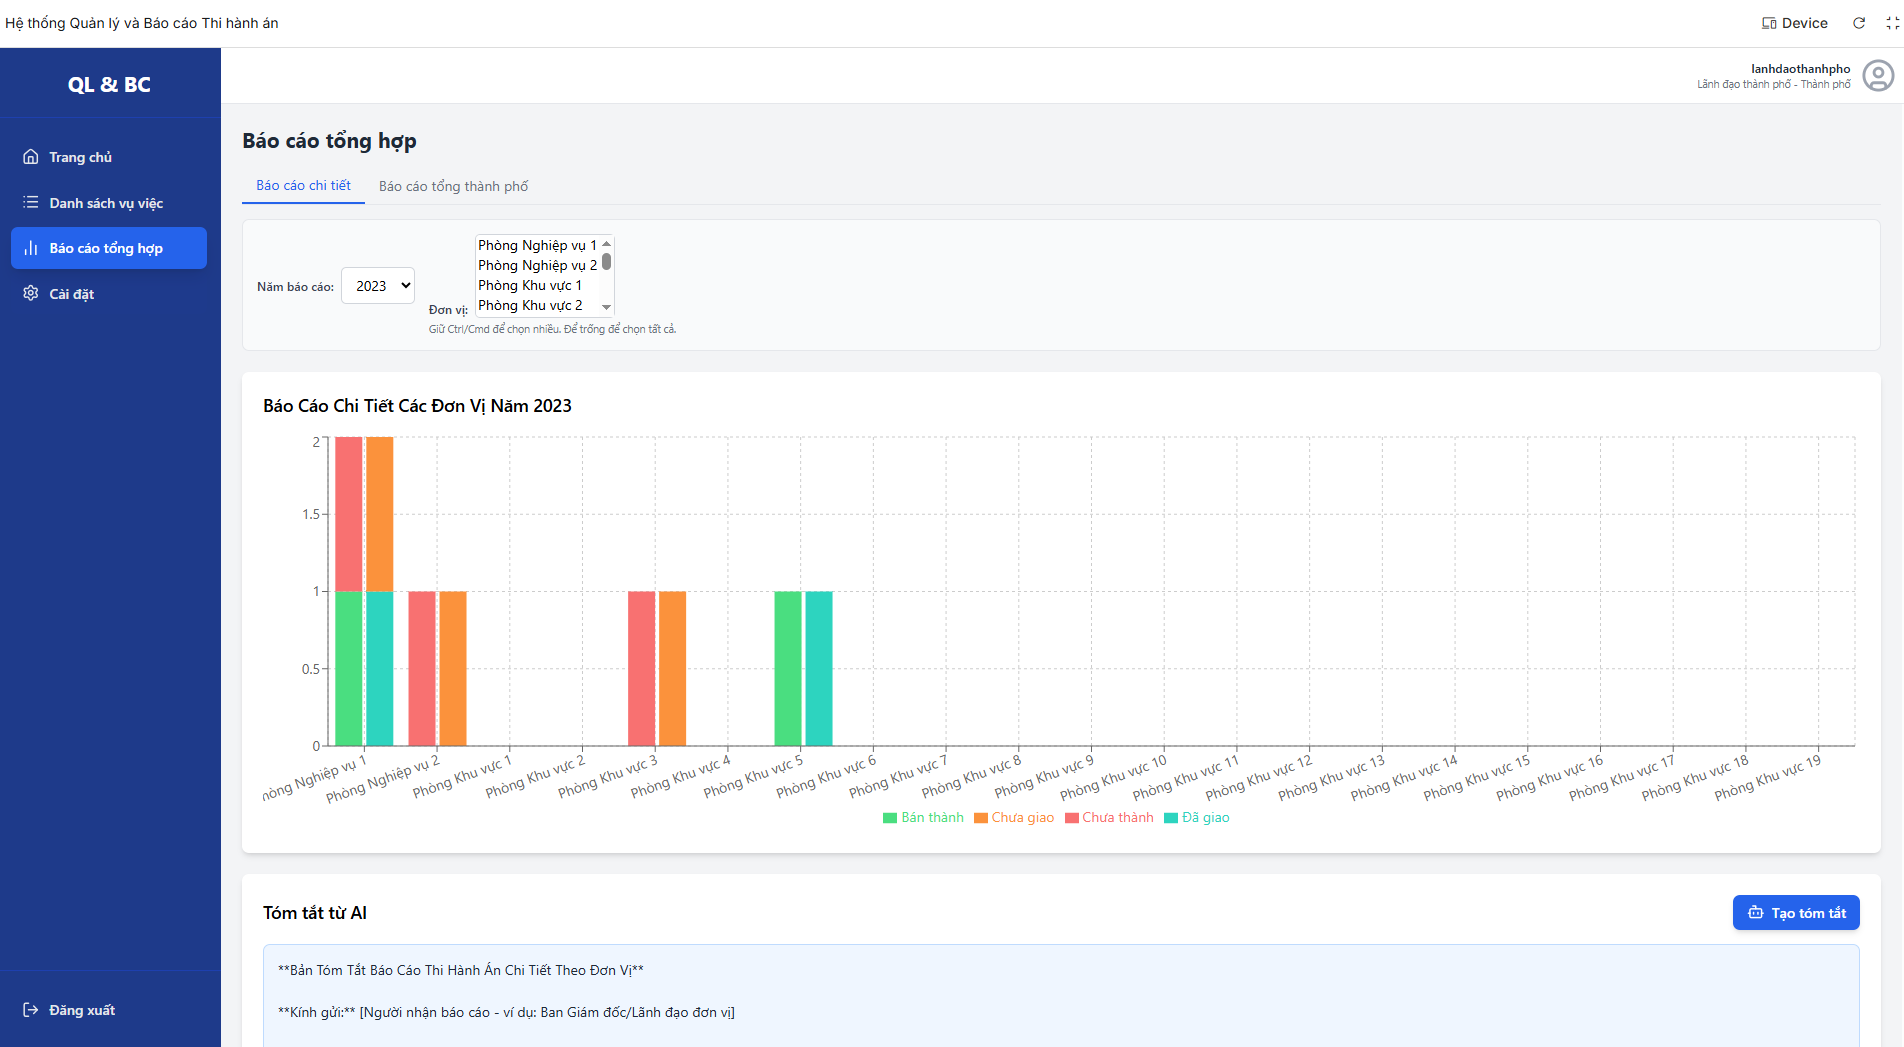 Hệ thống Quản lý và Báo cáo Thi hành án
Device
QL & BC
lanhdaothanhpho
Lãnh đạo thành phố - Thành phố
Trang chủ
Danh sách vụ việc
Báo cáo tổng hợp
Cài đặt
Đăng xuất
Báo cáo tổng hợp
Báo cáo chi tiết
Báo cáo tổng thành phố
Năm báo cáo:
2023
Đơn vị:
Phòng Nghiệp vụ 1
Phòng Nghiệp vụ 2
Phòng Khu vực 1
Phòng Khu vực 2
Giữ Ctrl/Cmd để chọn nhiều. Để trống để chọn tất cả.
Báo Cáo Chi Tiết Các Đơn Vị Năm 2023
2
1.5
1
0.5
0
hòng Nghiệp vụ 1
Phòng Nghiệp vụ 2
Phòng Khu vực 1
Phòng Khu vực 2
Phòng Khu vực 3
Phòng Khu vực 4
Phòng Khu vực 5
Phòng Khu vực 6
Phòng Khu vực 7
Phòng Khu vực 8
Phòng Khu vực 9
Phòng Khu vực 10
Phòng Khu vực 11
Phòng Khu vực 12
Phòng Khu vực 13
Phòng Khu vực 14
Phòng Khu vực 15
Phòng Khu vực 16
Phòng Khu vực 17
Phòng Khu vực 18
Phòng Khu vực 19
Bán thành
Chưa giao
Chưa thành
Đã giao
Tóm tắt từ AI
Tạo tóm tắt
**Bản Tóm Tắt Báo Cáo Thi Hành Án Chi Tiết Theo Đơn Vị**
**Kính gửi:** [Người nhận báo cáo - ví dụ: Ban Giám đốc/Lãnh đạo đơn vị]